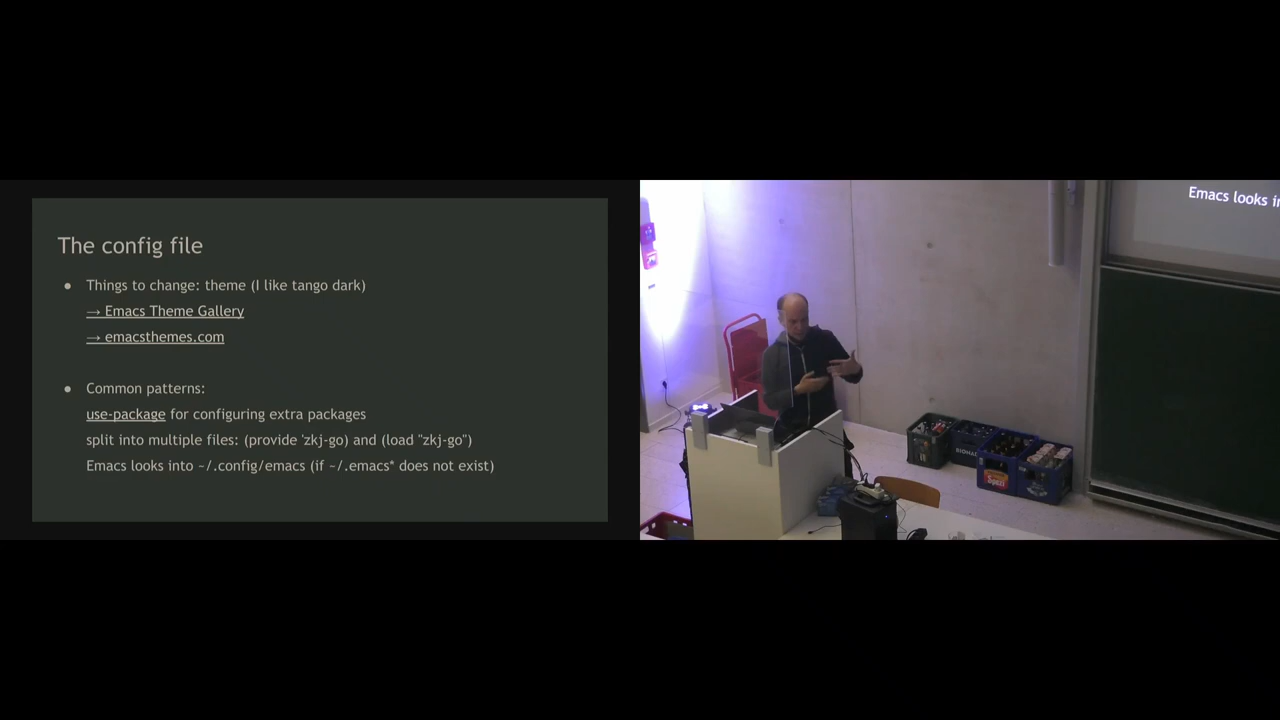 The config file
● Things to change: theme (I like tango dark)
→ Emacs Theme Gallery
→ emacsthemes.com
● Common patterns:
use-package for configuring extra packages
split into multiple files: (provide 'zkj-go) and (load "zkj-go")
Emacs looks into ~/.config/emacs (if ~/.emacs* does not exist)
Emacs looks in
Spezi